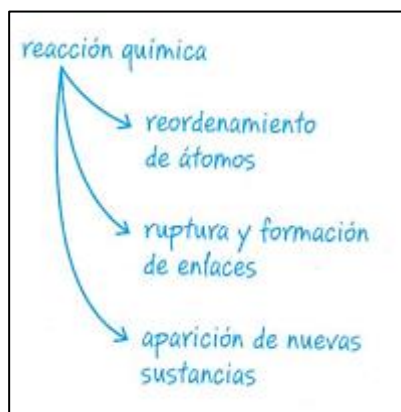 reacción química
reordenamiento
de átomos
ruptura y formación
de enlaces
aparición de nuevas
sustancias